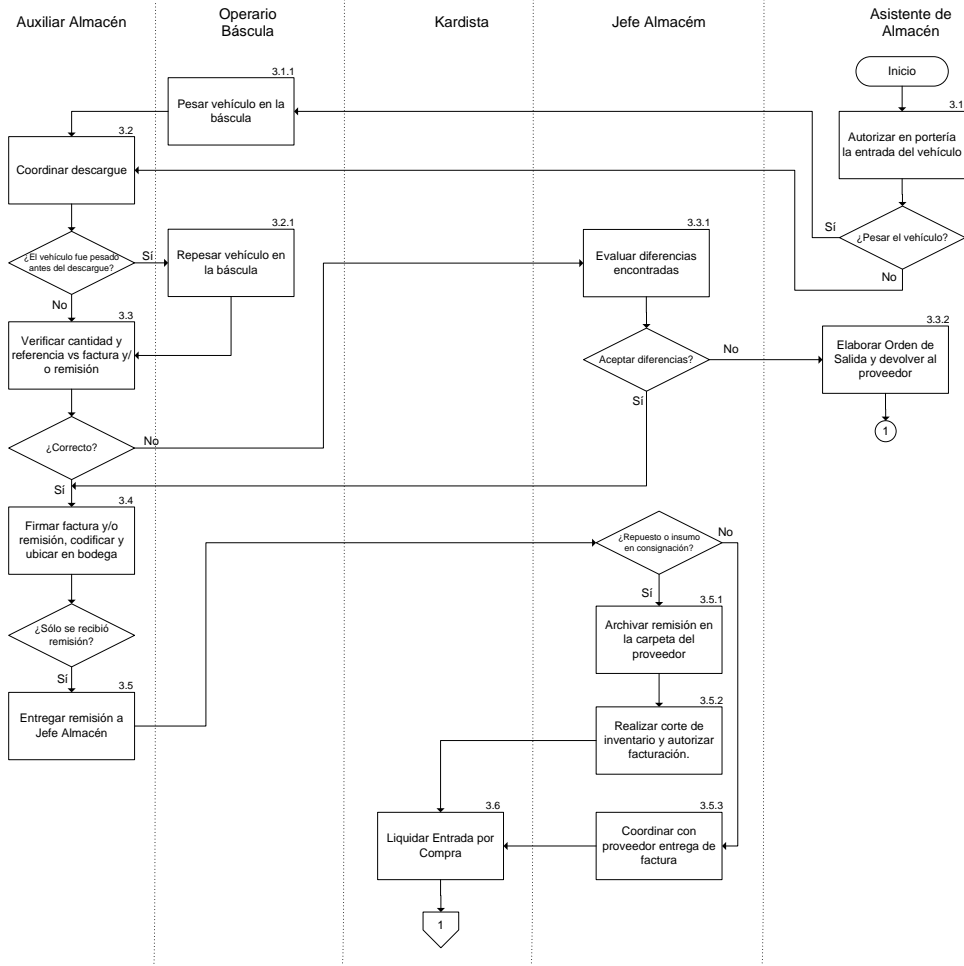 Auxiliar Almacén
Operario
Báscula
Kardista
Jefe Almacém
Asistente de
Almacén
Inicio
3.1
Autorizar en portería
la entrada del vehículo
¿Pesar el vehículo?
Sí
No
3.1.1
Pesar vehículo en la
báscula
3.2
Coordinar descargue
¿El vehículo fue pesado
antes del descargue?
Sí
No
3.2.1
Repesar vehículo en
la báscula
3.3
Verificar cantidad y
referencia vs factura y/
o remisión
¿Correcto?
No
Sí
3.3.1
Evaluar diferencias
encontradas
Aceptar diferencias?
No
Sí
3.3.2
Elaborar Orden de
Salida y devolver al
proveedor
1
3.4
Firmar factura y/o
remisión, codificar y
ubicar en bodega
¿Sólo se recibió
remisión?
Sí
3.5
Entregar remisión a
Jefe Almacén
¿Repuesto o insumo
en consignación?
No
Sí
3.5.1
Archivar remisión en
la carpeta del
proveedor
3.5.2
Realizar corte de
inventario y autorizar
facturación.
3.5.3
Coordinar con
proveedor entrega de
factura
3.6
Liquidar Entrada por
Compra
1